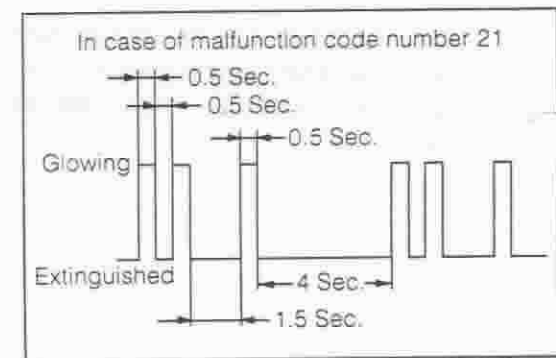 In case of malfunction code number 21
0.5 Sec.
0.5 Sec.
0.5 Sec.
Glowing
Extinguished
4 Sec.
1.5 Sec.